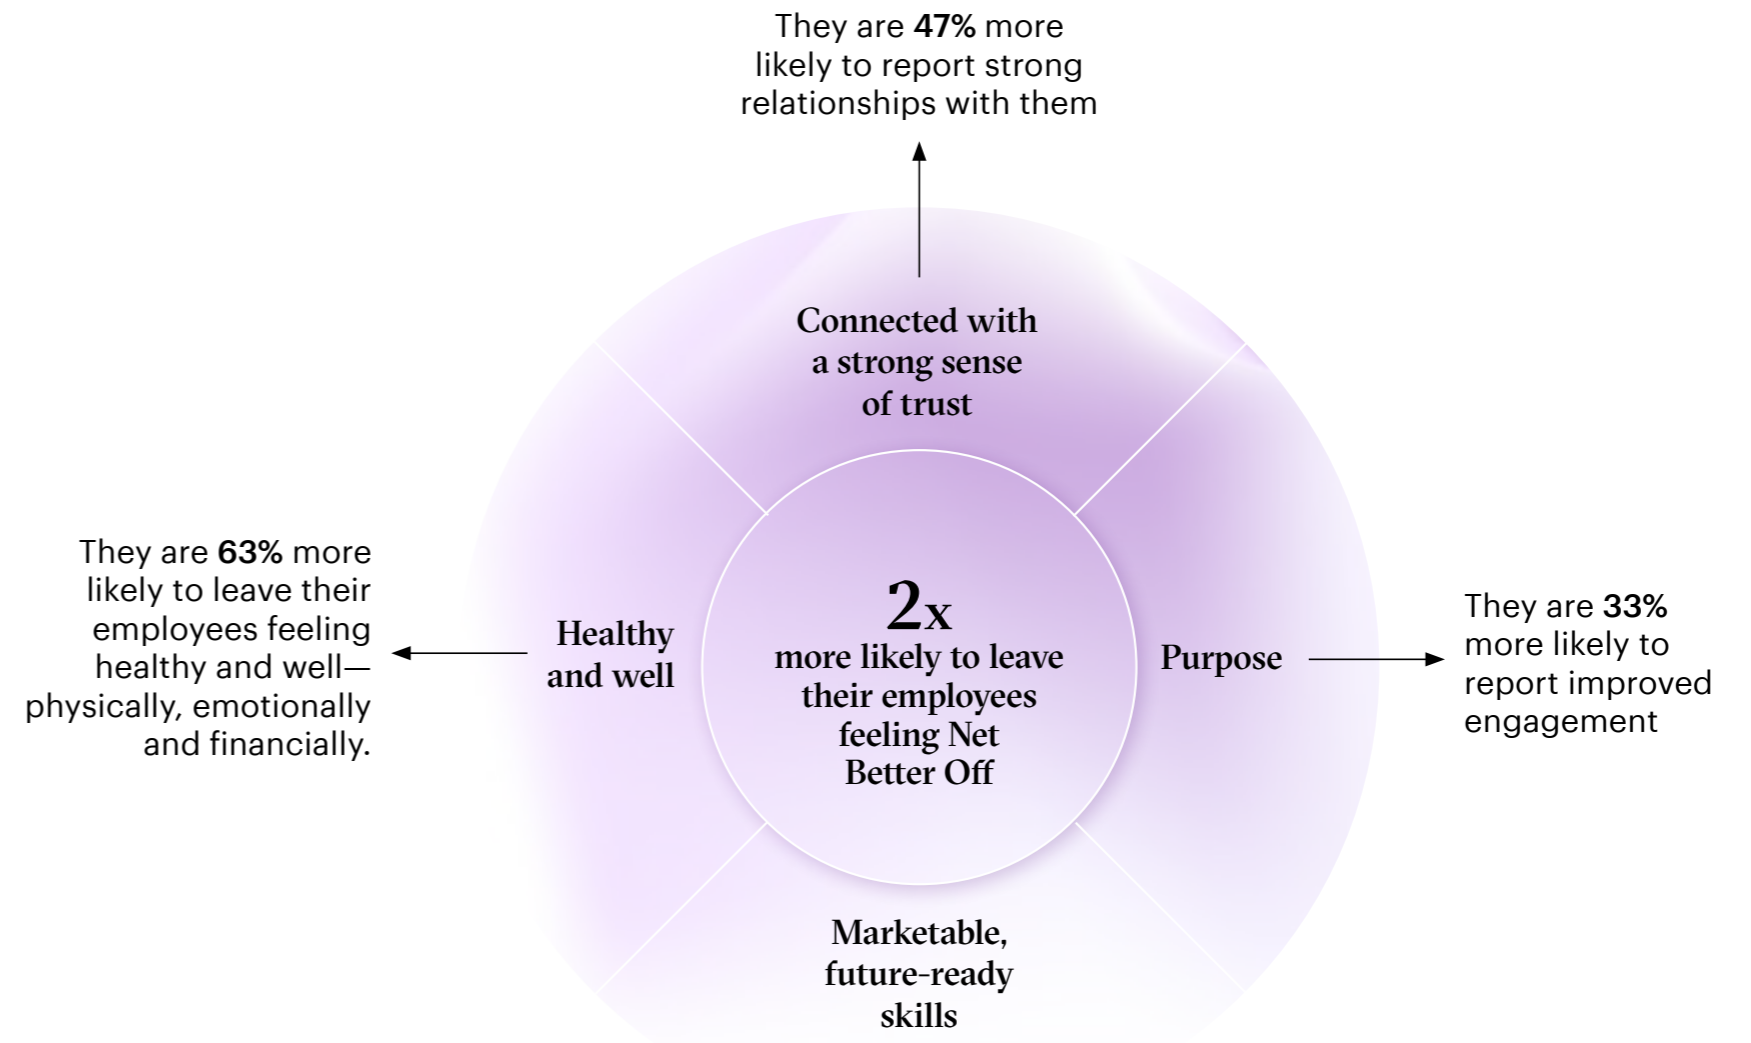 They are 47% more
likely to report strong
relationships with them
Connected with
a strong sense
of trust
They are 63% more
likely to leave their
employees feeling
healthy and well—
physically, emotionally
and financially.
Healthy
and well
2x
more likely to leave
their employees
feeling Net
Better Off
Purpose
They are 33%
more likely to
report improved
engagement
Marketable,
future-ready
skills